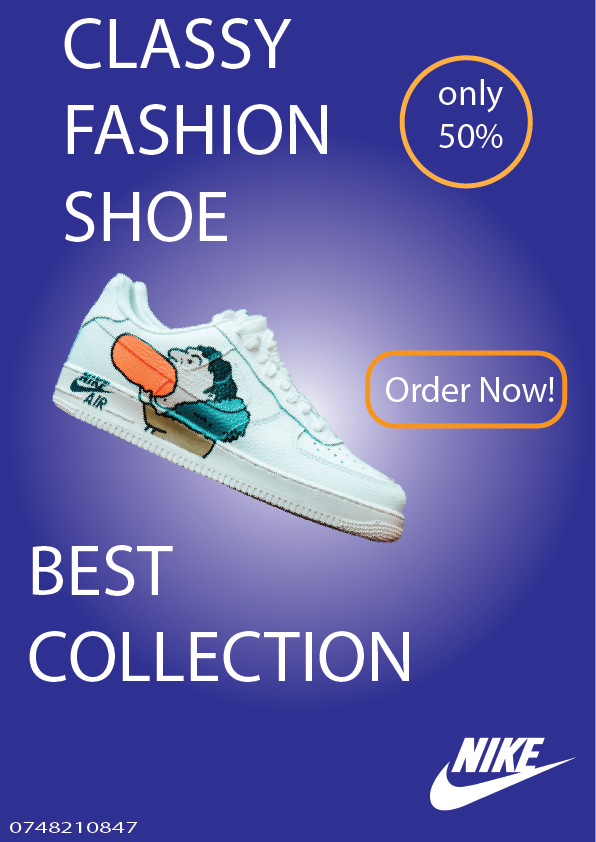 CLASSY
FASHION
SHOE
only
50%
NIKE
AIR
Order Now!
BEST
COLLECTION
NIKE
0748210847